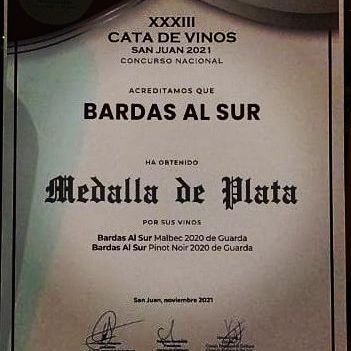 XXXIII
CATA DE VINOS
SAN JUAN 2021
CONCURSO NACIONAL
ACREDITAMOS QUE
BARDAS AL SUR
HA OBTENIDO
Medalla de Plata
POR SUS VINOS
Bardas Al Sur Malbec 2020 de Guarda
Bardas Al Sur Pinot Noir 2020 de Guarda
San Juan, noviembre 2021